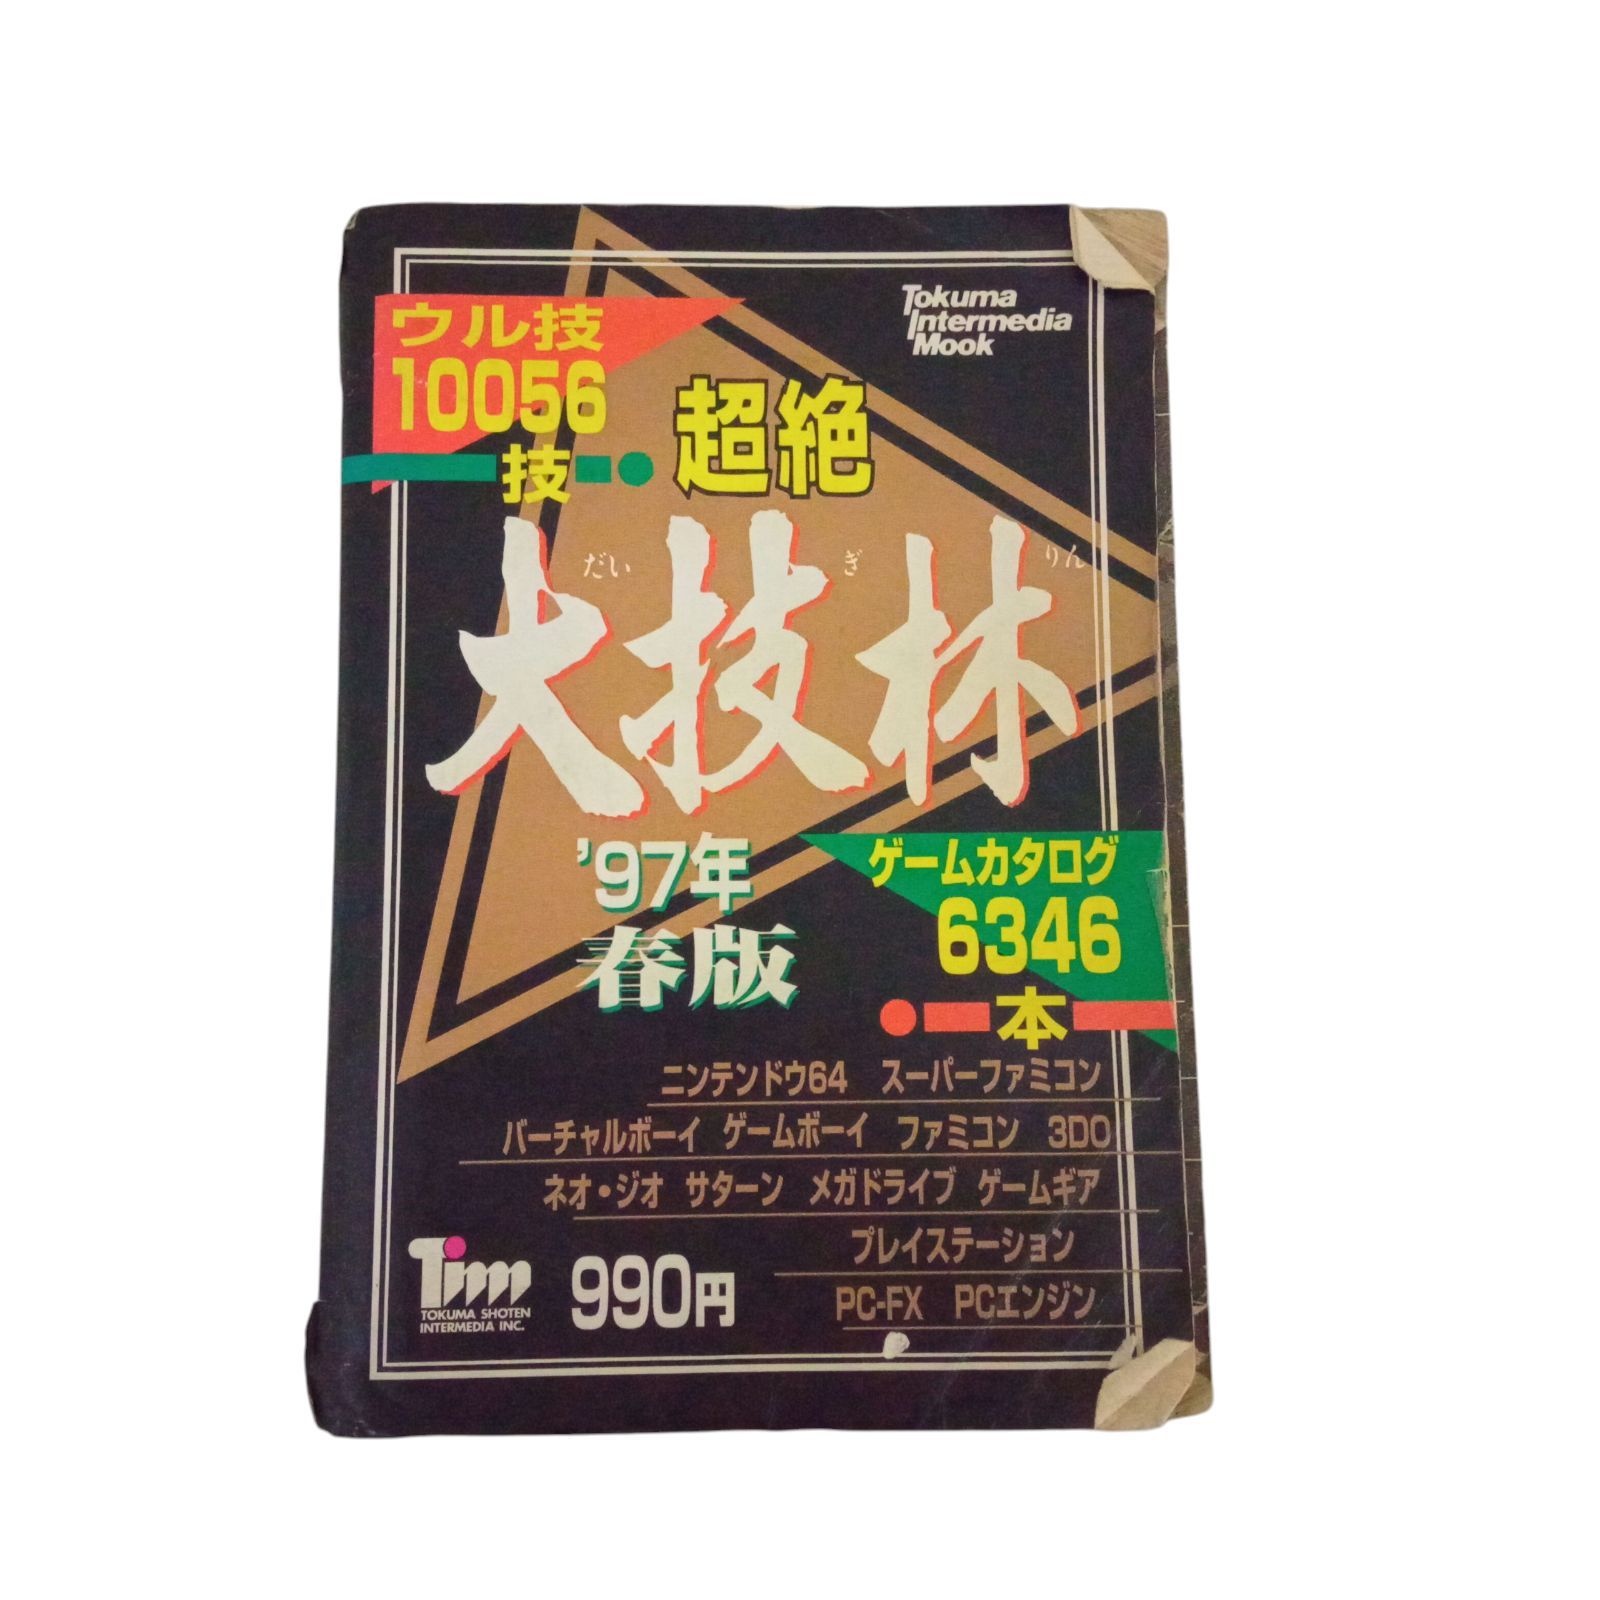 Tokuma
Intermedia
Mook
ウル技
10056
技
超絶
大技林
だい ぎ りん
'97年
春版
ゲームカタログ
6346
本
ニンテンドウ64 スーパーファミコン
バーチャルボーイ ゲームボーイ ファミコン 3DO
ネオ・ジオ サターン メガドライブ ゲームギア
プレイステーション
PC-FX PCエンジン
Tim
TOKUMA SHOTEN
INTERMEDIA INC.
990円